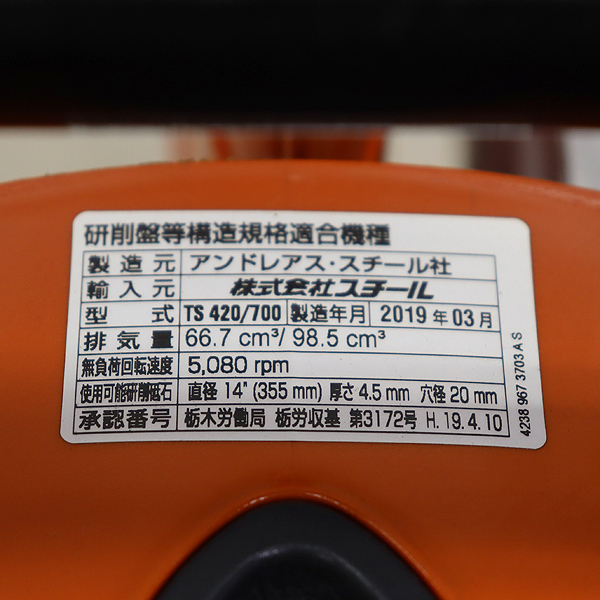 研削盤等構造規格適合機種
製造元 アンドレアス・スチール社
輸入元 株式会社スチール
型式 TS 420/700 製造年月 2019年03月
排気量 66.7 cm³/ 98.5 cm³
無負荷回転速度 5,080 rpm
使用可能研削砥石 直径 14" (355 mm) 厚さ 4.5 mm 穴径 20 mm
承認番号 栃木労働局 栃労収基 第3172号 H.19.4.10
4238 967 3703 A S